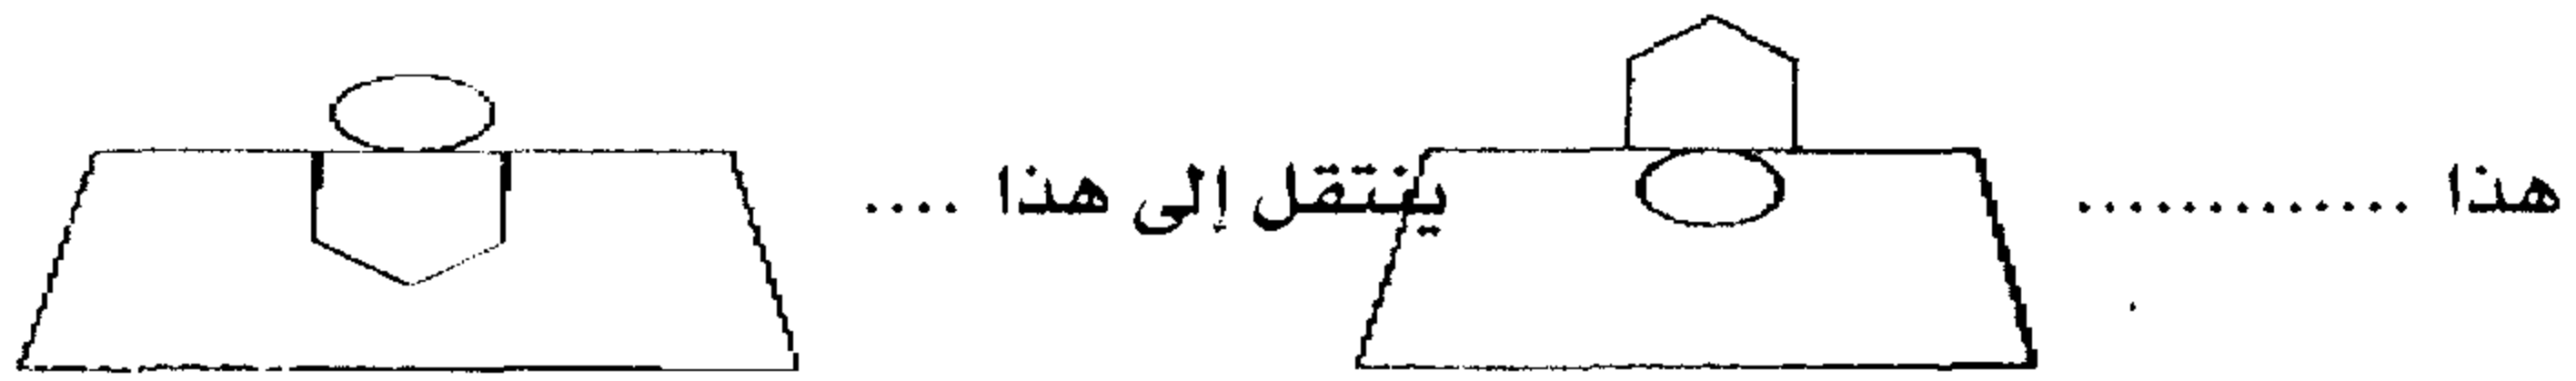 هذا ............. ينتقل إلى هذا ....